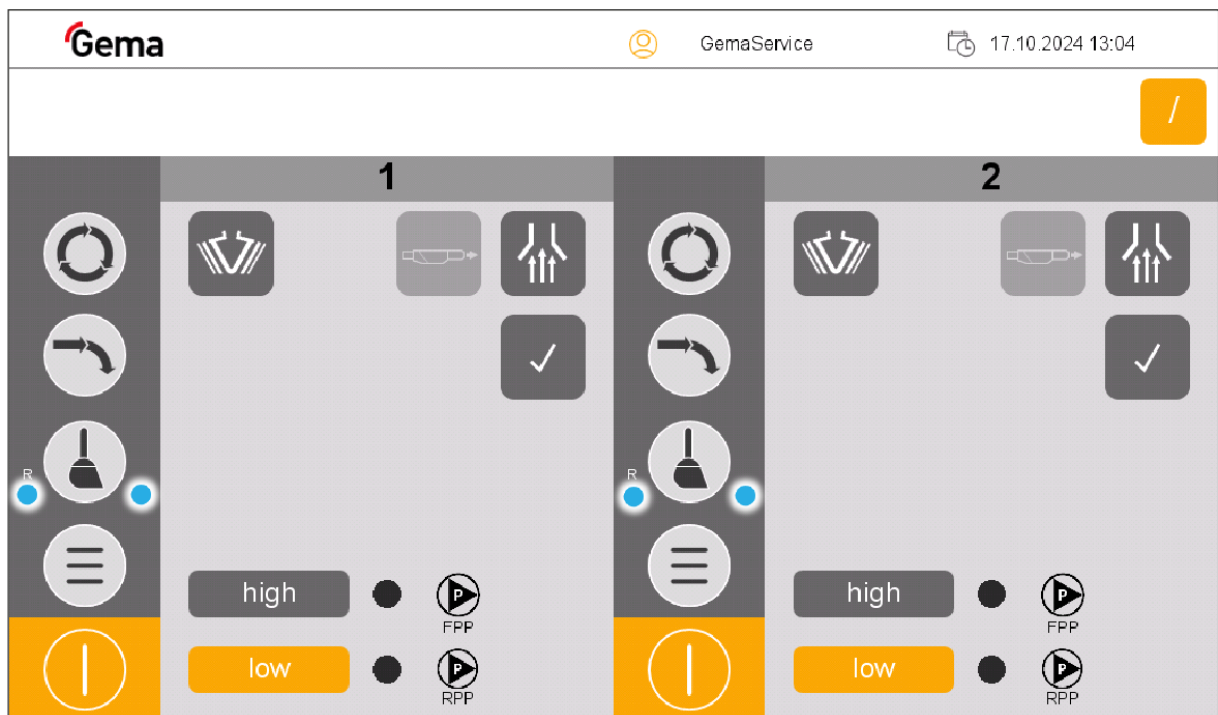 Gema
GemaService
17.10.2024 13:04
/
1
2
R
R
high
P
FPP
high
P
FPP
low
P
RPP
low
P
RPP